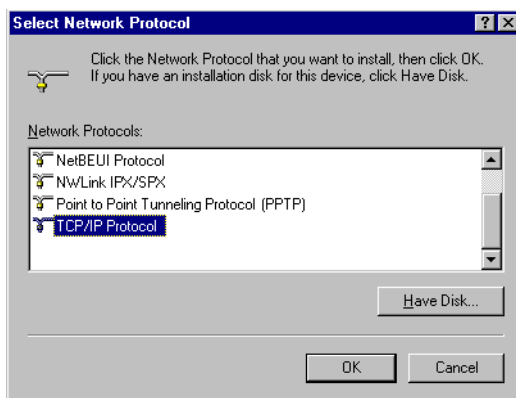 Select Network Protocol
Click the Network Protocol that you want to install, then click OK.
If you have an installation disk for this device, click Have Disk.
Network Protocols:
NetBEUI Protocol
NWLink IPX/SPX
Point to Point Tunneling Protocol (PPTP)
TCP/IP Protocol
Have Disk...
OK
Cancel